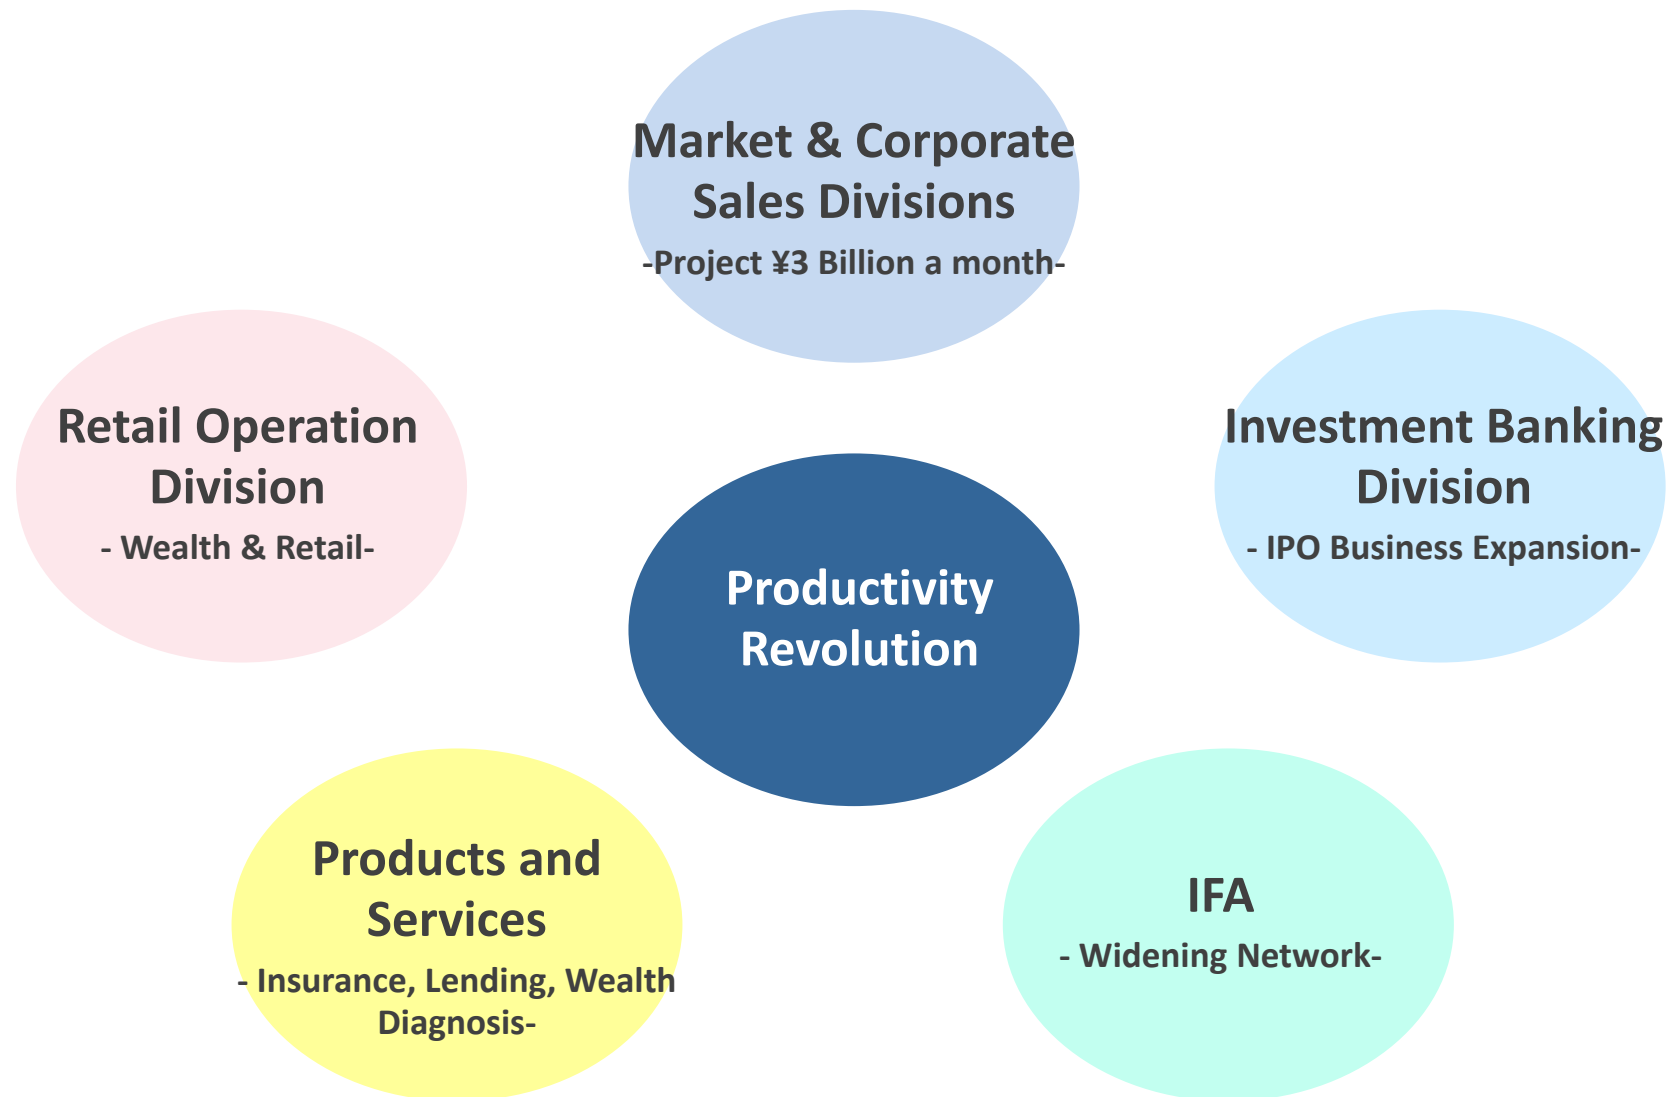 Market & Corporate
Sales Divisions
-Project ¥3 Billion a month-
Retail Operation
Division
- Wealth & Retail-
Investment Banking
Division
- IPO Business Expansion-
Productivity
Revolution
Products and
Services
- Insurance, Lending, Wealth
Diagnosis-
IFA
- Widening Network-